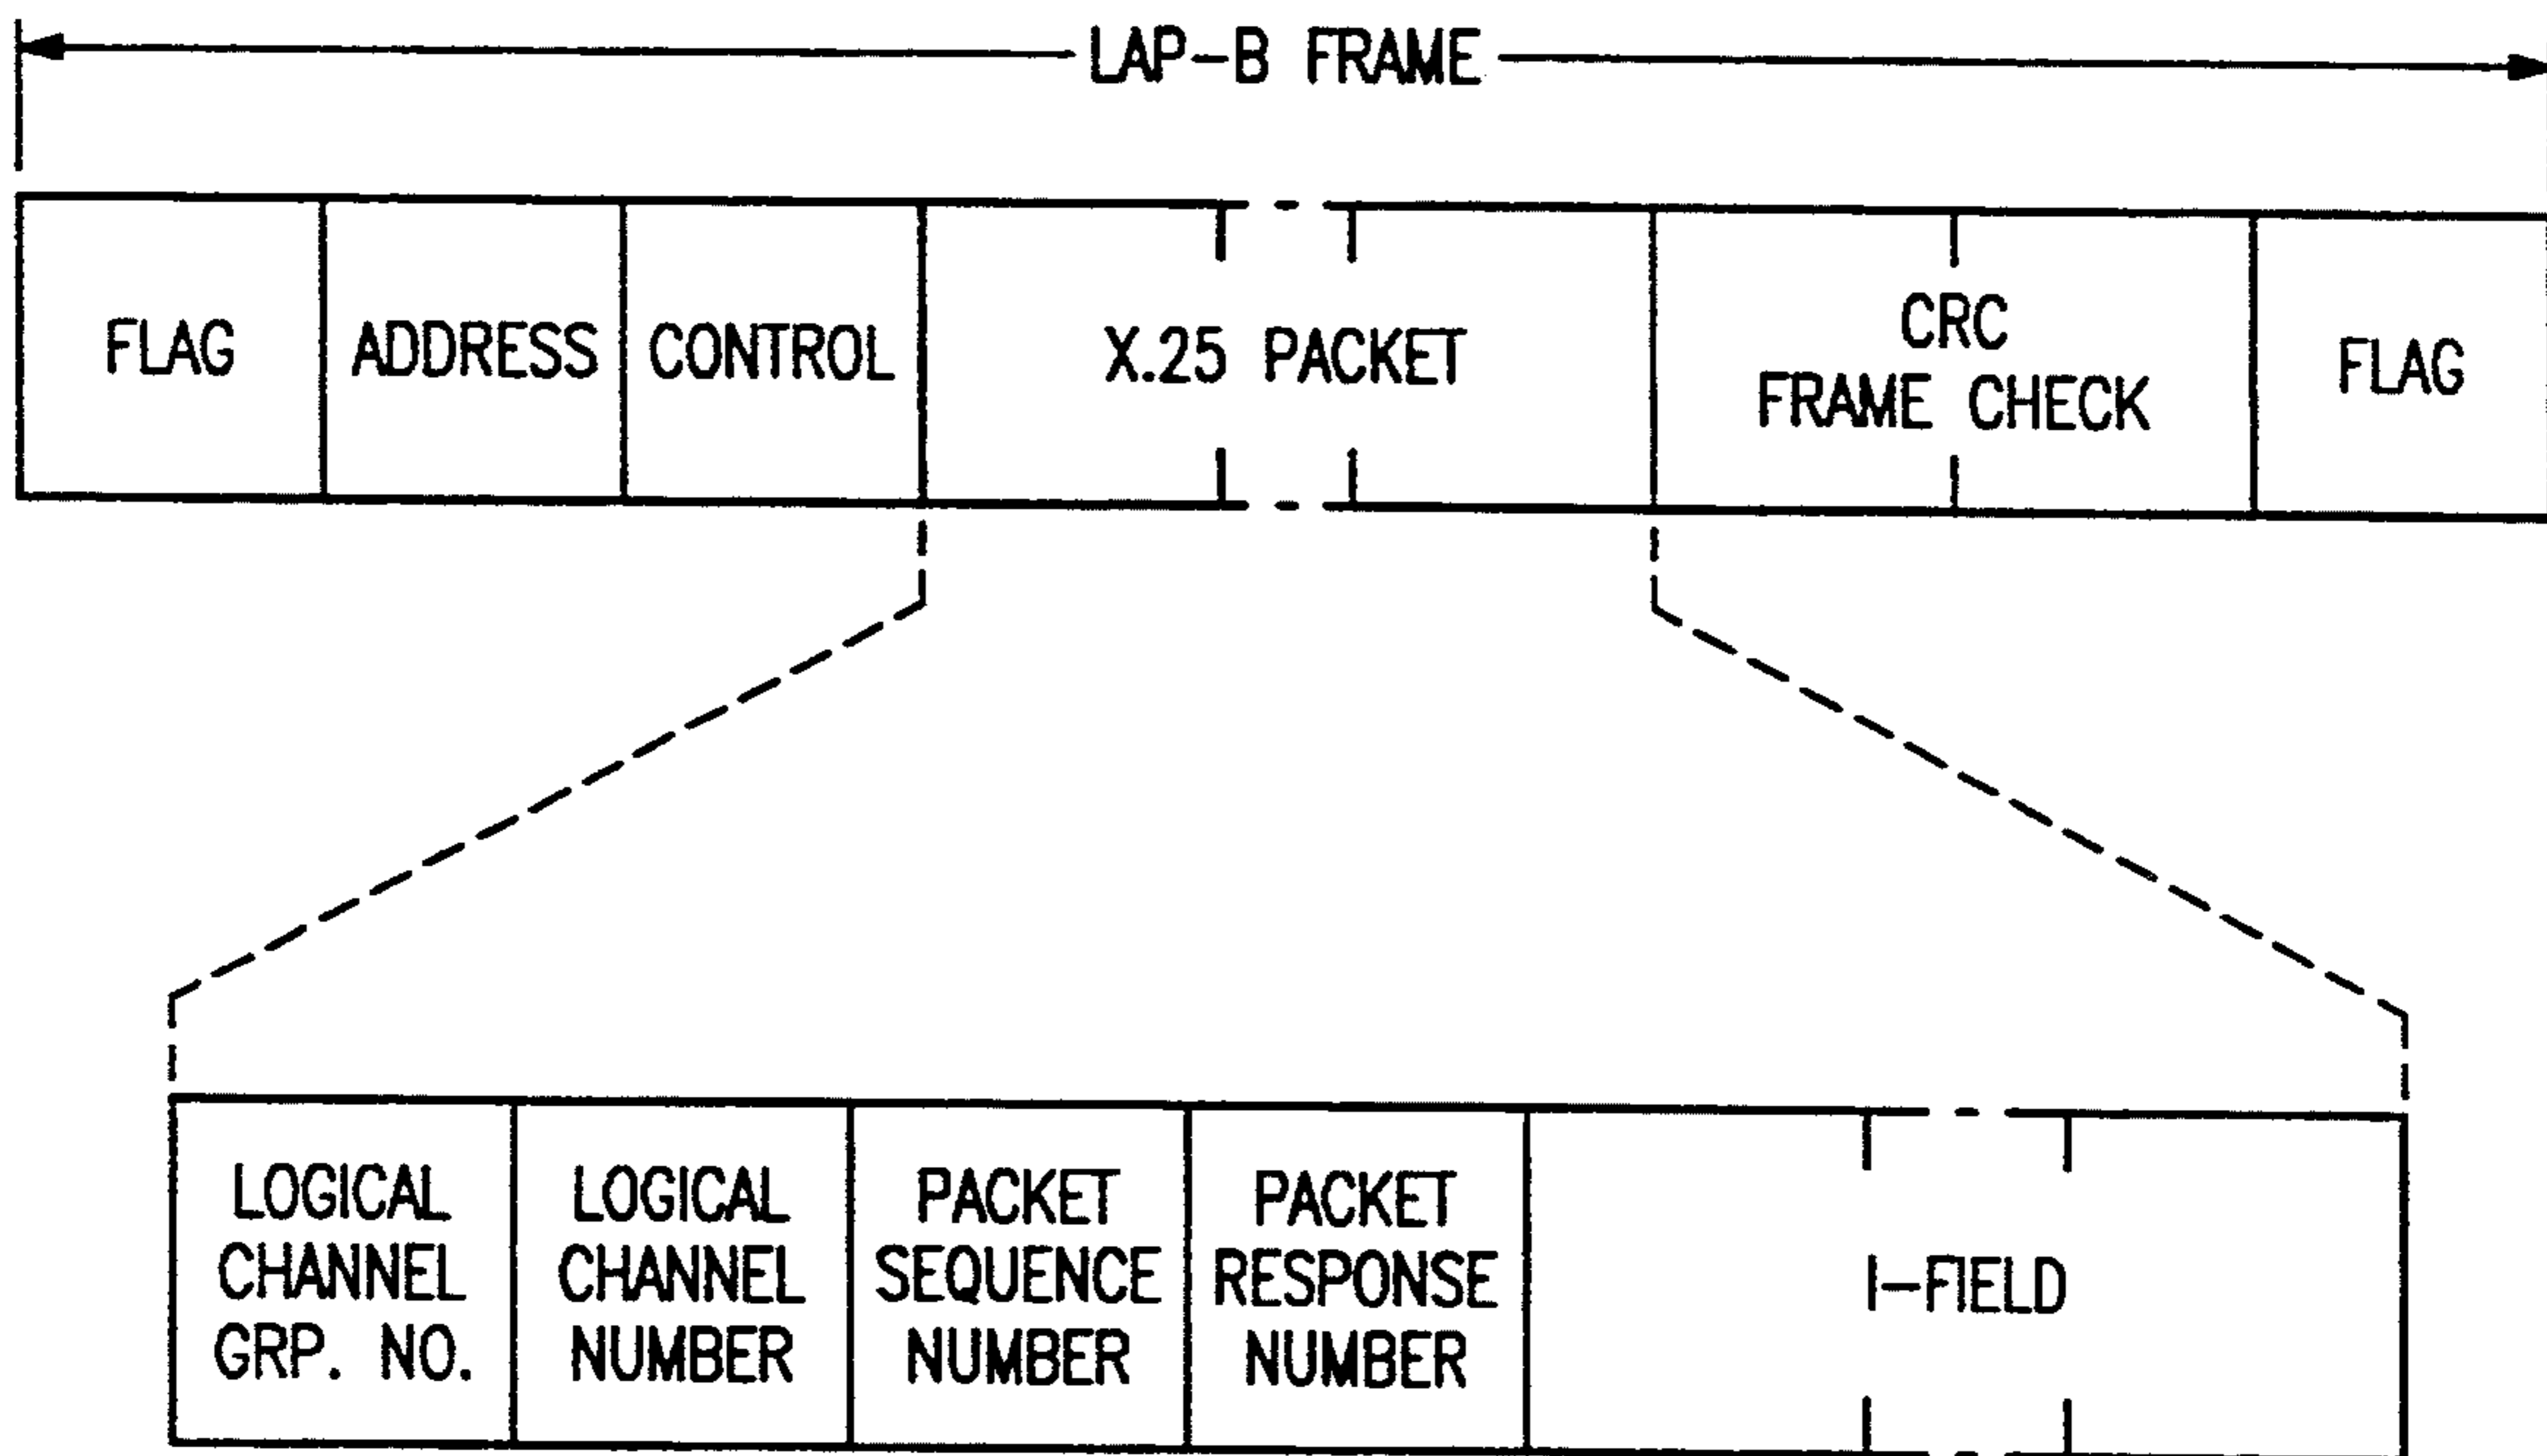 LAP-B FRAME
FLAG
ADDRESS
CONTROL
X.25 PACKET
CRC
FRAME CHECK
FLAG
LOGICAL
CHANNEL
GRP. NO.
LOGICAL
CHANNEL
NUMBER
PACKET
SEQUENCE
NUMBER
PACKET
RESPONSE
NUMBER
I-FIELD